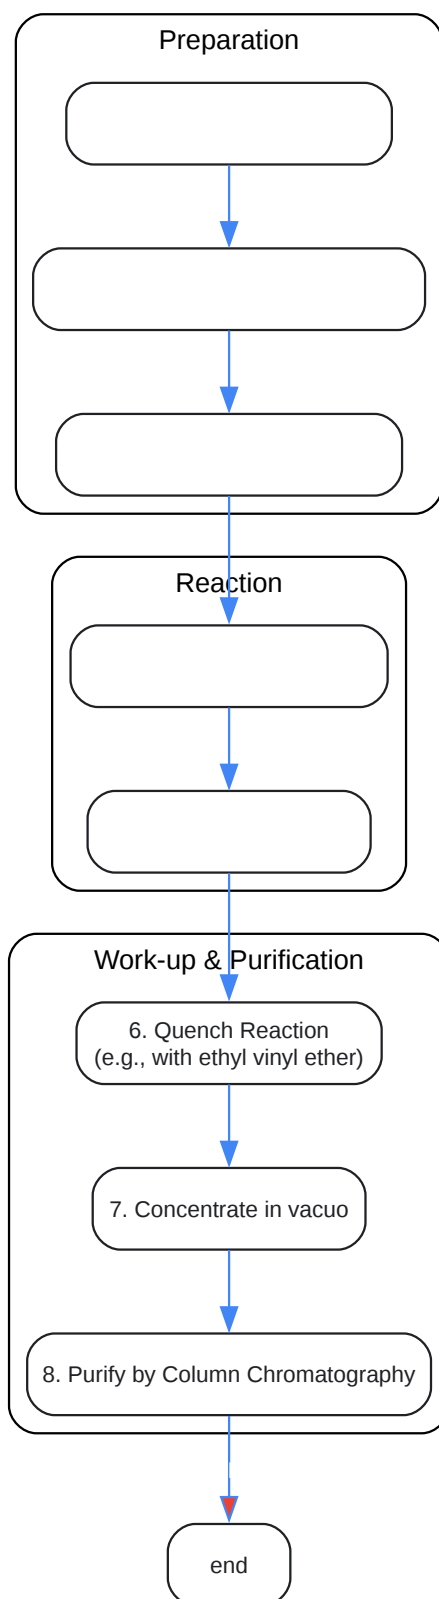 Preparation
Reaction
Work-up & Purification
6. Quench Reaction
(e.g., with ethyl vinyl ether)
7. Concentrate in vacuo
8. Purify by Column Chromatography
end